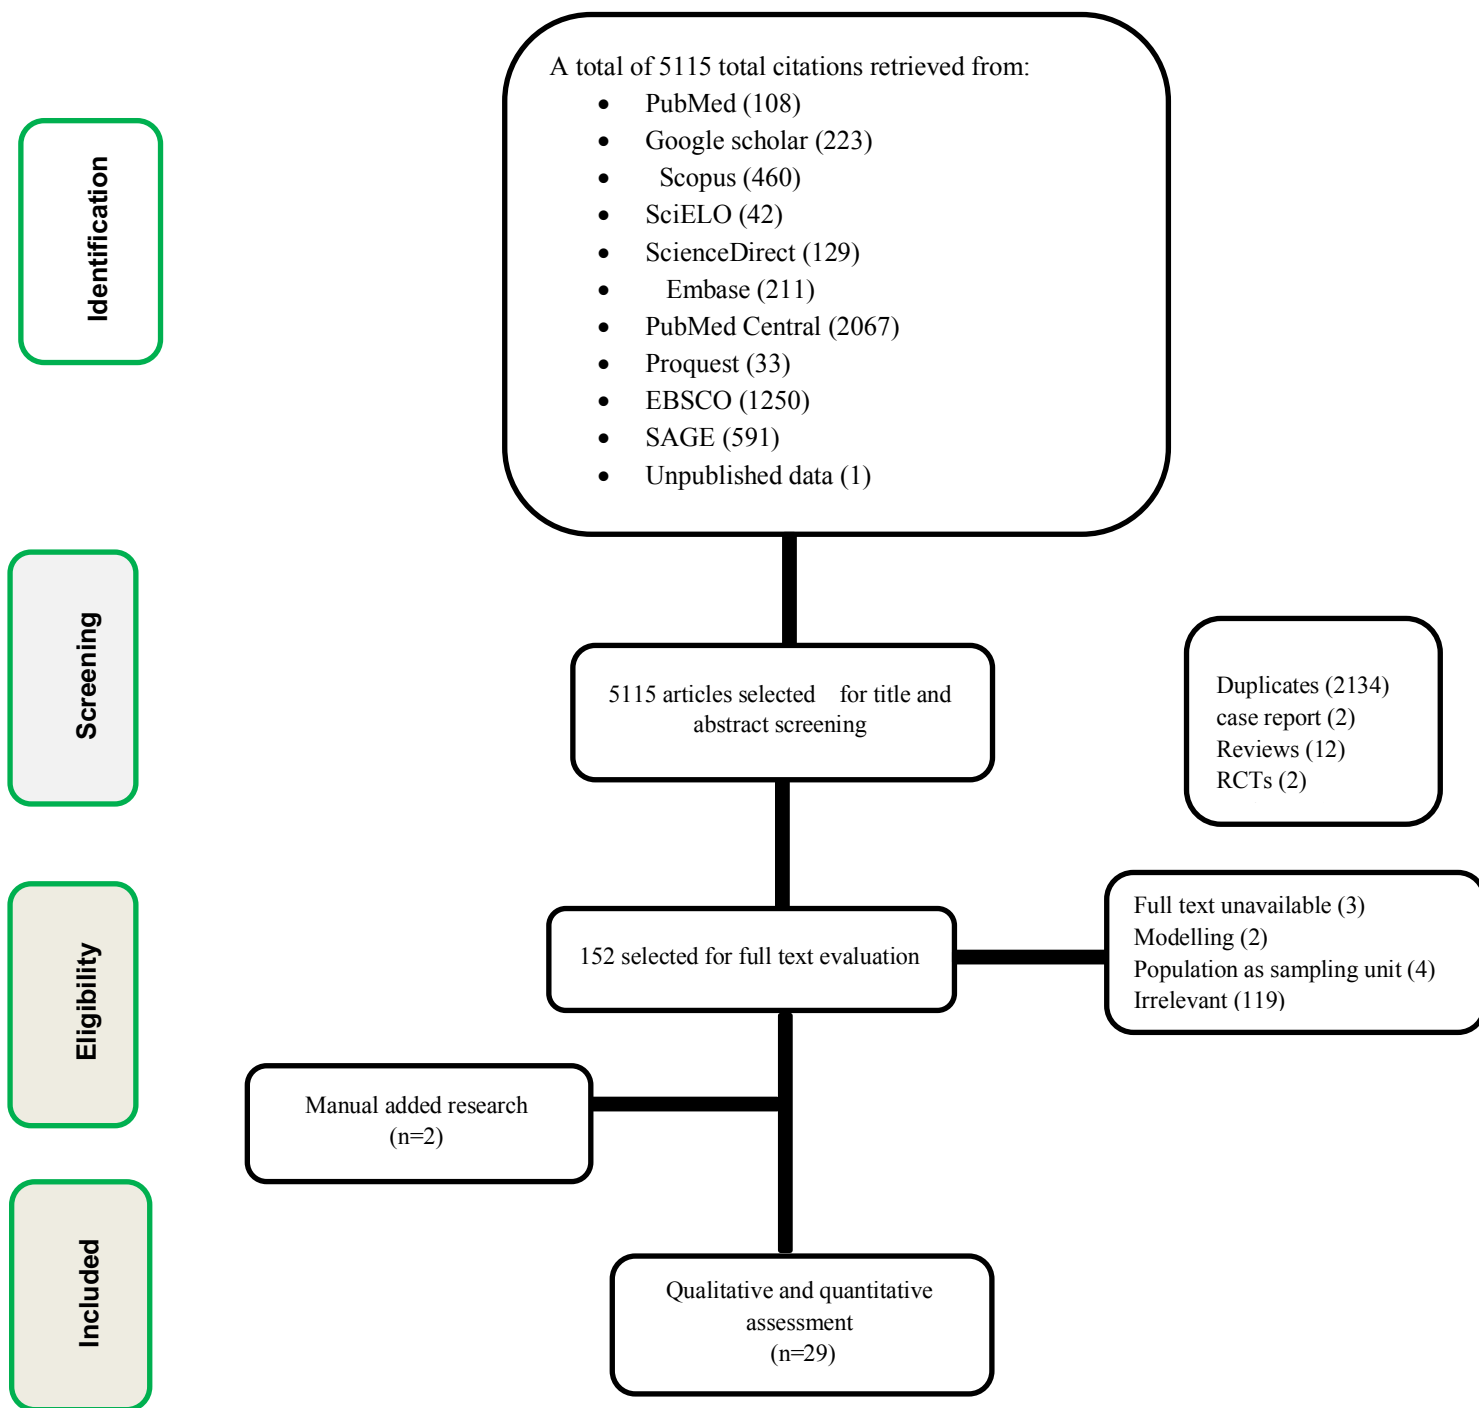 Identification
A total of 5115 total citations retrieved from:
• PubMed (108)
• Google scholar (223)
• Scopus (460)
• SciELO (42)
• ScienceDirect (129)
• Embase (211)
• PubMed Central (2067)
• Proquest (33)
• EBSCO (1250)
• SAGE (591)
• Unpublished data (1)
Screening
5115 articles selected for title and
abstract screening
Duplicates (2134)
case report (2)
Reviews (12)
RCTs (2)
Eligibility
152 selected for full text evaluation
Full text unavailable (3)
Modelling (2)
Population as sampling unit (4)
Irrelevant (119)
Manual added research
(n=2)
Included
Qualitative and quantitative
assessment
(n=29)